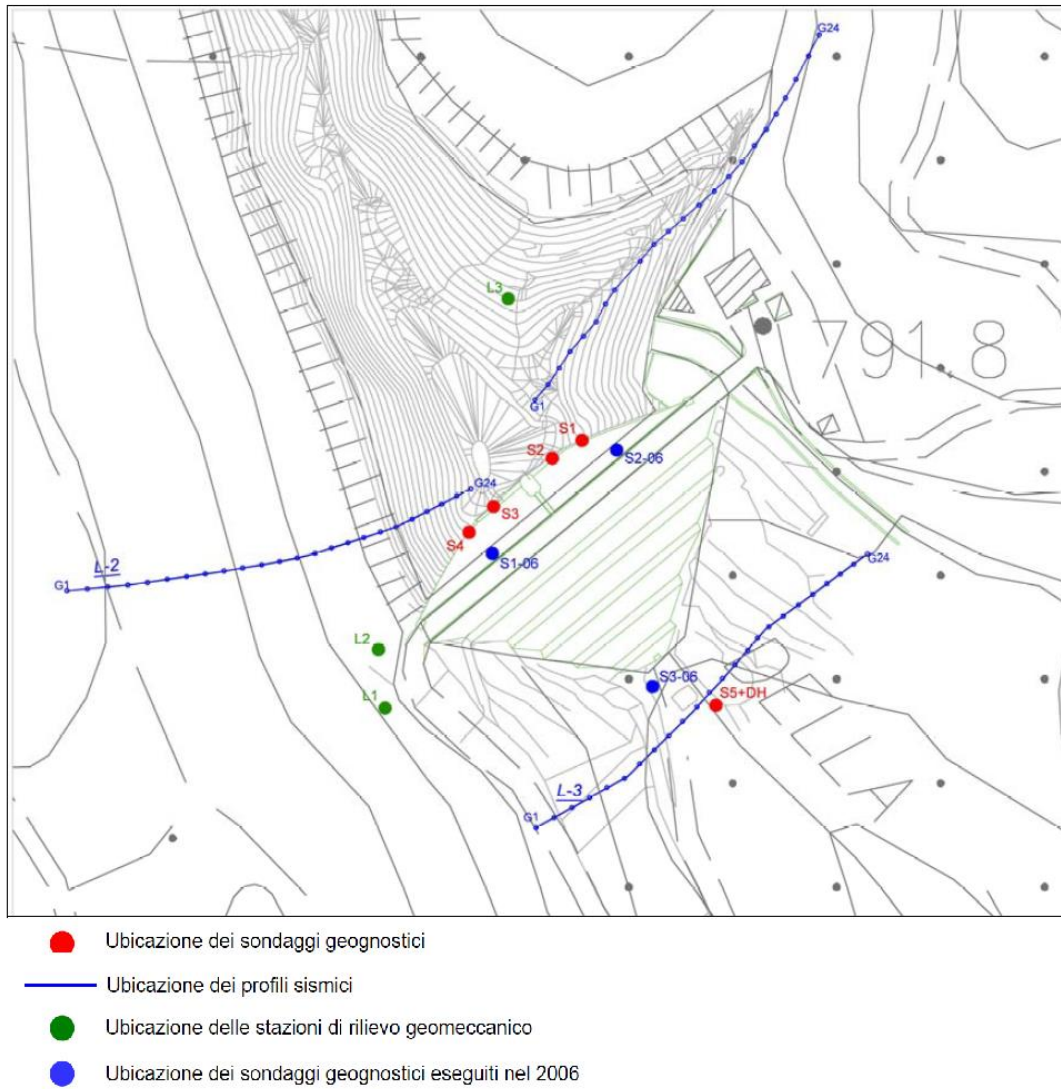 G24
L3
791.8
G1
S1
S2
S2-06
G24
S3
S4
S1-06
G24
L-2
G1
L2
S3-06
S5+DH
L1
L-3
G1
Ubicazione dei sondaggi geognostici
Ubicazione dei profili sismici
Ubicazione delle stazioni di rilievo geomeccanico
Ubicazione dei sondaggi geognostici eseguiti nel 2006